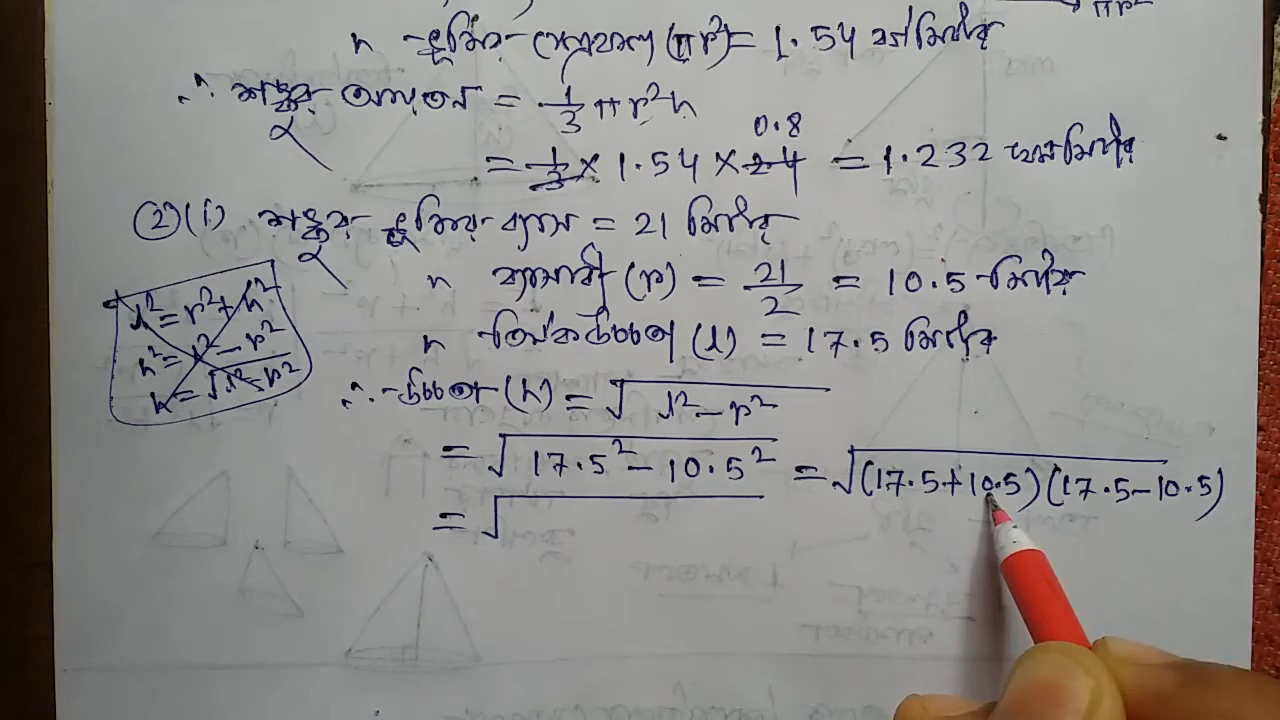 → πr²
" ভূমির ক্ষেত্রফল (πr²) = 1.54 বর্গমিটার
∴ শঙ্কুর আয়তন = 1/3 πr²h
= 1/3 × 1.54 × 2.4 0.8 = 1.232 ঘনমিটার
②(i) শঙ্কুর ভূমির ব্যাস = 21 মিটার
" ব্যাসার্ধ (r) = 21/2 = 10.5 মিটার
" তির্যক উচ্চতা (l) = 17.5 মিটার
l² = r² + h²
h² = l² - r²
h = √l² - r²
∴ উচ্চতা (h) = √l² - r²
= √17.5² - 10.5² = √(17.5+10.5)(17.5-10.5)
= √